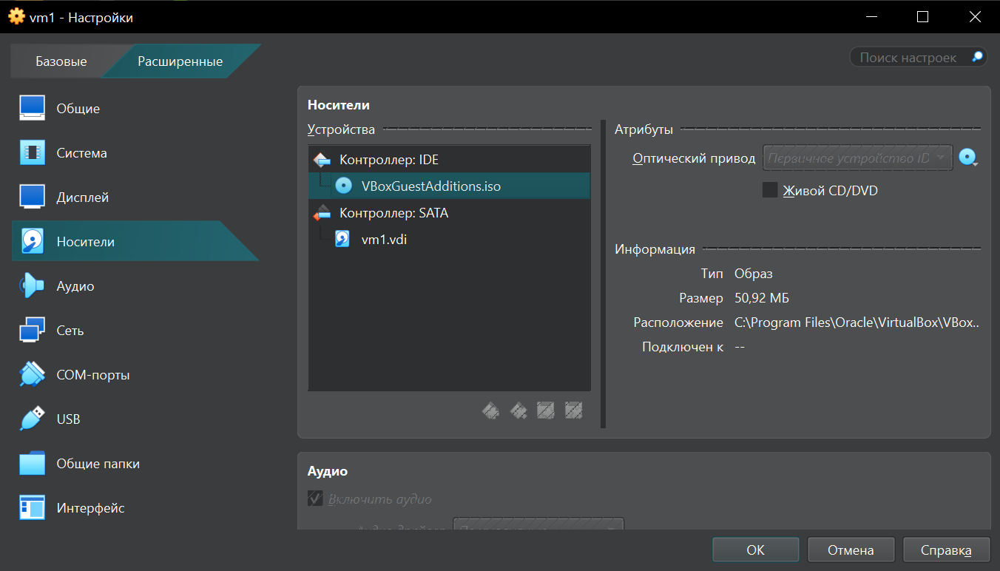 vm1 - Настройки
Базовые
Расширенные
Поиск настроек
Общие
Система
Дисплей
Носители
Аудио
Сеть
COM-порты
USB
Общие папки
Интерфейс
Носители
Устройства
Контроллер: IDE
VBoxGuestAdditions.iso
Контроллер: SATA
vm1.vdi
Атрибуты
Оптический привод
Первичное устройство ID
Живой CD/DVD
Информация
Тип Образ
Размер 50,92 МБ
Расположение C:\Program Files\Oracle\VirtualBox\VBox..
Подключен к --
Аудио
Включить аудио
OK
Отмена
Справка